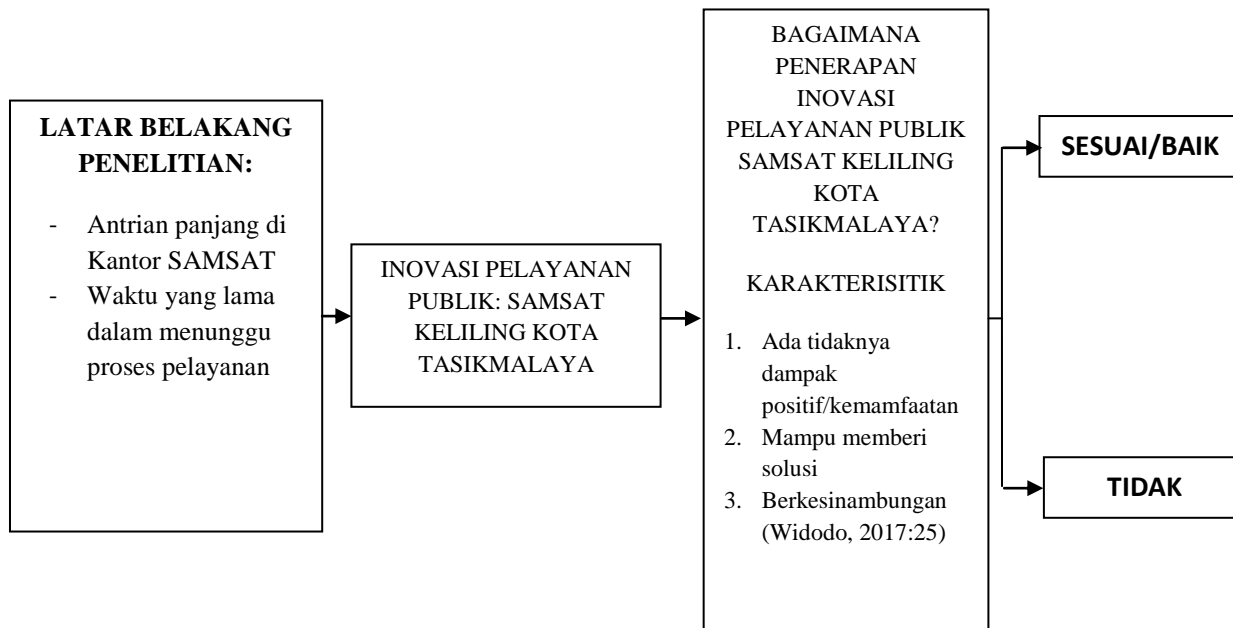 LATAR BELAKANG
PENELITIAN:
- Antrian panjang di
Kantor SAMSAT
- Waktu yang lama
dalam menunggu
proses pelayanan
INOVASI PELAYANAN
PUBLIK: SAMSAT
KELILING KOTA
TASIKMALAYA
BAGAIMANA
PENERAPAN
INOVASI
PELAYANAN PUBLIK
SAMSAT KELILING
KOTA
TASIKMALAYA?
KARAKTERISITIK
1. Ada tidaknya
dampak
positif/kemamfaatan
2. Mampu memberi
solusi
3. Berkesinambungan
(Widodo, 2017:25)
SESUAI/BAIK
TIDAK